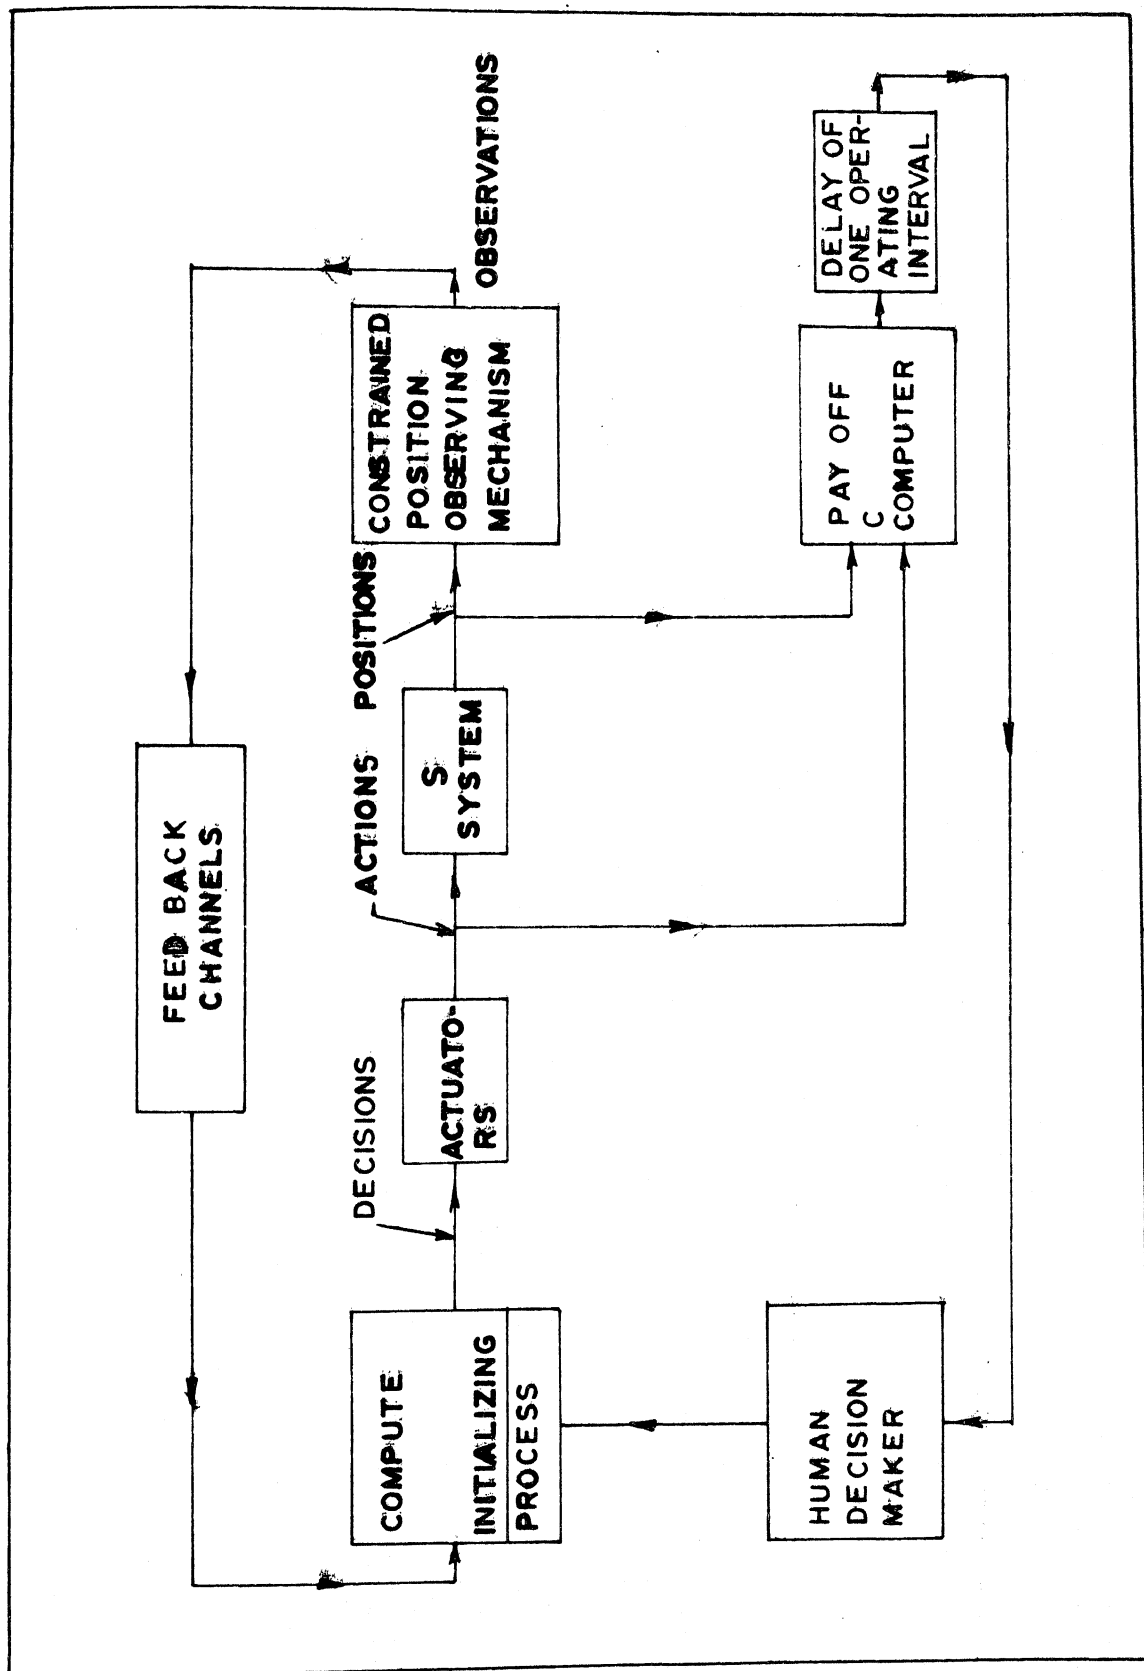 FEED BACK
CHANNELS
COMPUTE
INITIALIZING
PROCESS
DECISIONS
ACTUATO-
RS
ACTIONS
S
SYSTEM
POSITIONS
CONSTRAINED
POSITION
OBSERVING
MECHANISM
OBSERVATIONS
HUMAN
DECISION
MAKER
PAY OFF
C
COMPUTER
DELAY OF
ONE OPER-
ATING
INTERVAL